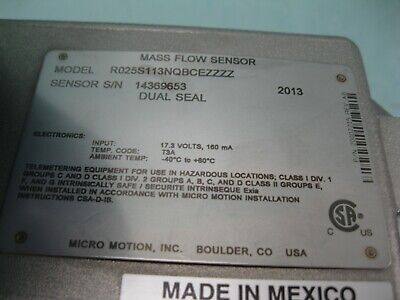 MASS FLOW SENSOR
MODEL R025S113NQBCEZZZZ
SENSOR S/N 14369653 2013
DUAL SEAL
ELECTRONICS:
INPUT: 17.3 VOLTS, 160 mA
TEMP. CODE: T3A
AMBIENT TEMP: -40°C to +60°C
TELEMETERING EQUIPMENT FOR USE IN HAZARDOUS LOCATIONS; CLASS I DIV. 1
GROUPS C AND D CLASS I DIV. 2 GROUPS A, B, C, AND D CLASS II GROUPS E,
F, AND G INTRINSICALLY SAFE / SECURITE INTRINSEQUE Exia
WHEN INSTALLED IN ACCORDANCE WITH MICRO MOTION INSTALLATION
INSTRUCTIONS CSA-D-IS.
C US
MICRO MOTION, INC. BOULDER, CO USA
MADE IN MEXICO